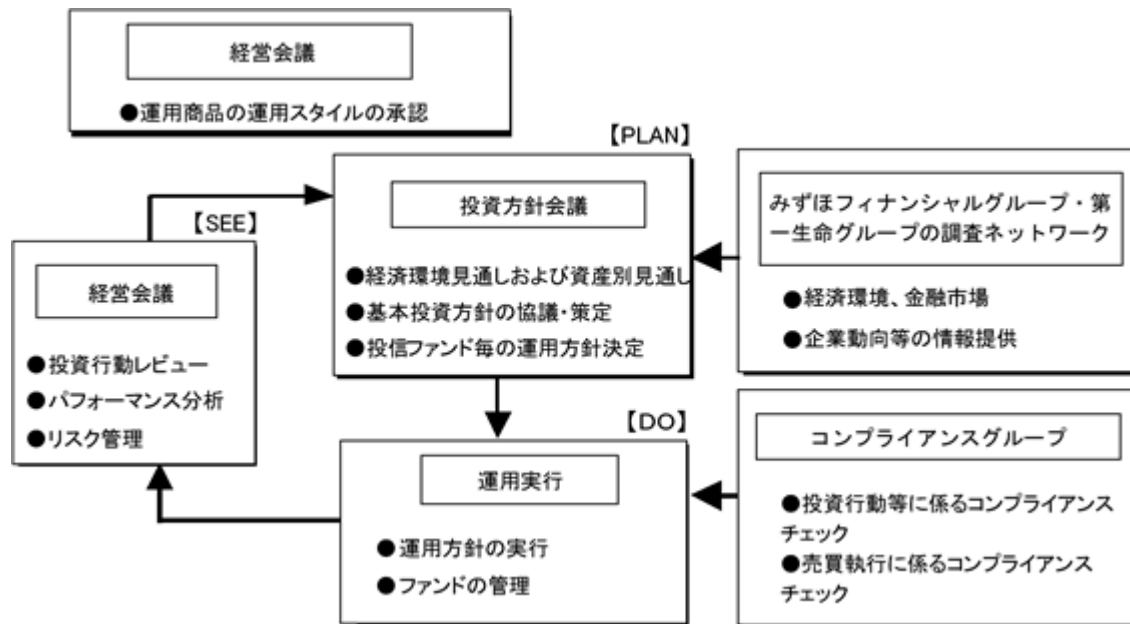 経営会議
●運用商品の運用スタイルの承認
【PLAN】
投資方針会議
●経済環境見通しおよび資産別見通し
●基本投資方針の協議・策定
●投信ファンド毎の運用方針決定
みずほフィナンシャルグループ・第
一生命グループの調査ネットワーク
●経済環境、金融市場
●企業動向等の情報提供
【SEE】
経営会議
●投資行動レビュー
●パフォーマンス分析
●リスク管理
【DO】
運用実行
●運用方針の実行
●ファンドの管理
コンプライアンスグループ
●投資行動等に係るコンプライアンス
チェック
●売買執行に係るコンプライアンス
チェック